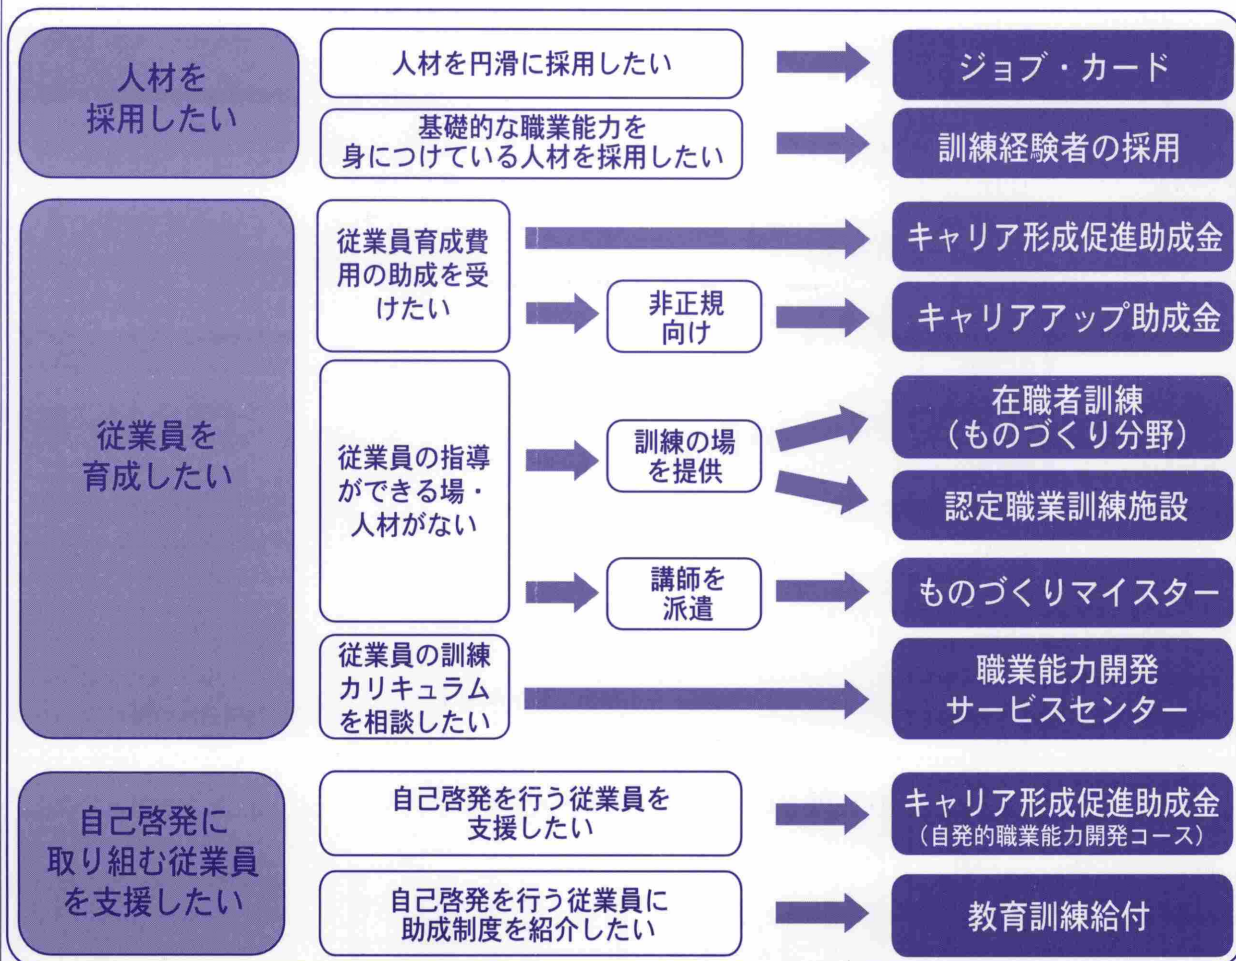 人材を
採用したい
人材を円滑に採用したい
ジョブ・カード
基礎的な職業能力を
身につけている人材を採用したい
訓練経験者の採用
従業員を
育成したい
従業員育成費
用の助成を受
けたい
キャリア形成促進助成金
非正規
向け
キャリアアップ助成金
従業員の指導
ができる場・
人材がない
訓練の場
を提供
在職者訓練
（ものづくり分野）
認定職業訓練施設
講師を
派遣
ものづくりマイスター
従業員の訓練
カリキュラム
を相談したい
職業能力開発
サービスセンター
自己啓発に
取り組む従業員
を支援したい
自己啓発を行う従業員を
支援したい
キャリア形成促進助成金
（自発的職業能力開発コース）
自己啓発を行う従業員に
助成制度を紹介したい
教育訓練給付